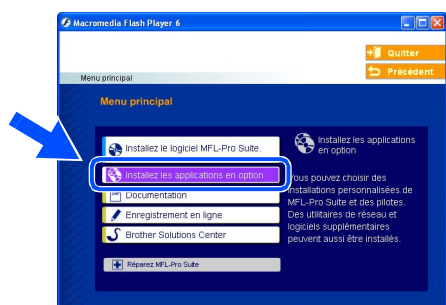 Macromedia Flash Player 6
Quitter
Précédent
Menu principal
Menu principal
Installez le logiciel MFL-Pro Suite.
Installez les applications en option
Documentation
Enregistrement en ligne
Brother Solutions Center
Réparez MFL-Pro Suite
Installez les applications
en option
Vous pouvez choisir des
installations personnalisées de
MFL-Pro Suite et des pilotes.
Des utilitaires de réseau et
logiciels supplémentaires
peuvent aussi être installés.